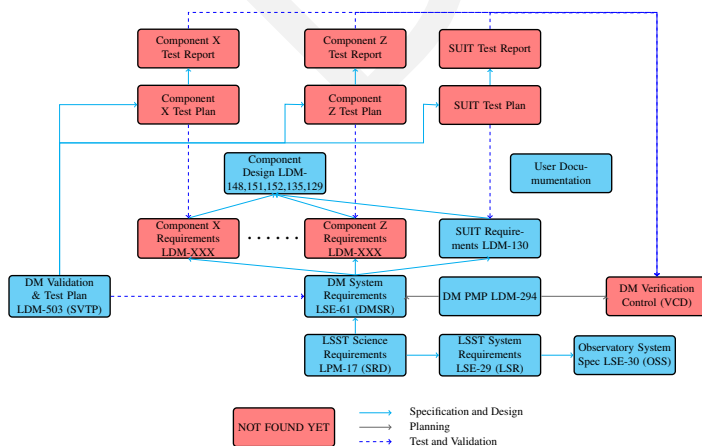 Component X
Test Report
Component Z
Test Report
SUIT Test Report
Component
X Test Plan
Component
Z Test Plan
SUIT Test Plan
Component
Design LDM-
148,151,152,135,129
User Docu-
mumentation
Component X
Requirements
LDM-XXX
. . . . . .
Component Z
Requirements
LDM-XXX
SUIT Require-
ments LDM-130
DM Validation
& Test Plan
LDM-503 (SVTP)
DM System
Requirements
LSE-61 (DMSR)
DM PMP LDM-294
DM Verification
Control (VCD)
LSST Science
Requirements
LPM-17 (SRD)
LSST System
Requirements
LSE-29 (LSR)
Observatory System
Spec LSE-30 (OSS)
NOT FOUND YET
Specification and Design
Planning
Test and Validation